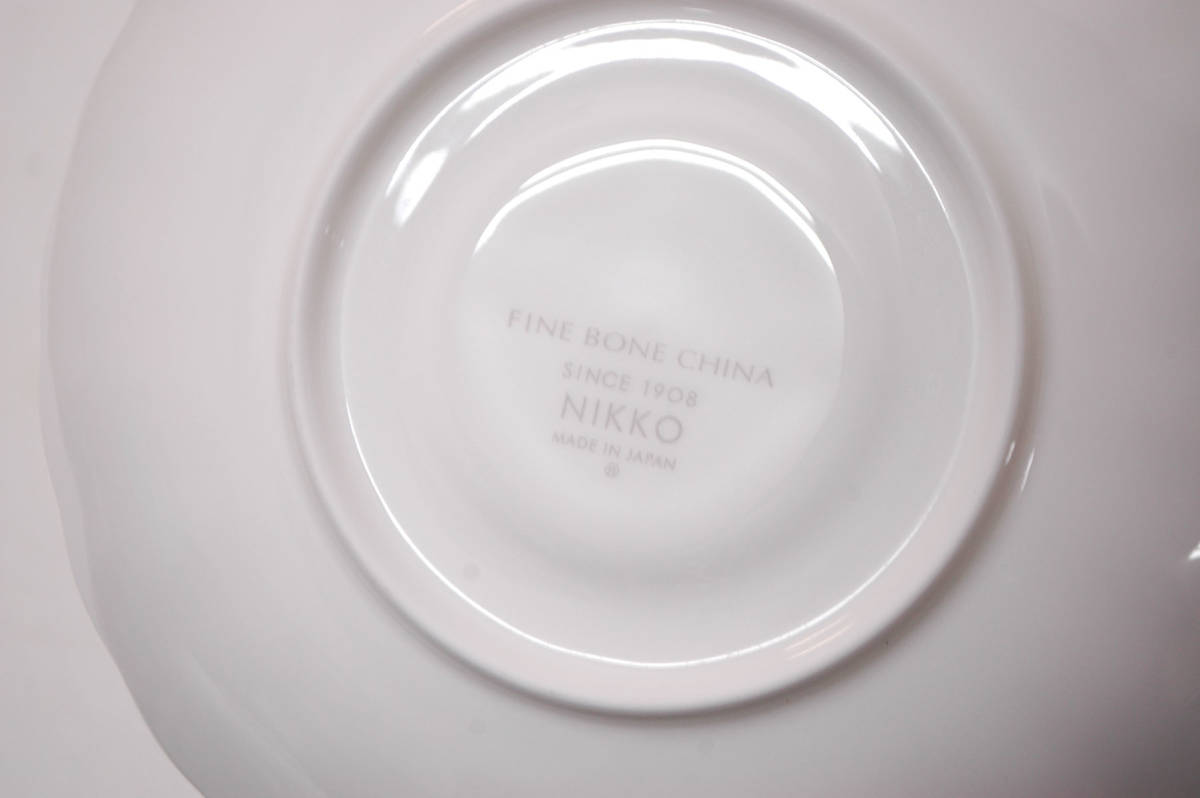 FINE BONE CHINA
SINCE 1908
NIKKO
MADE IN JAPAN